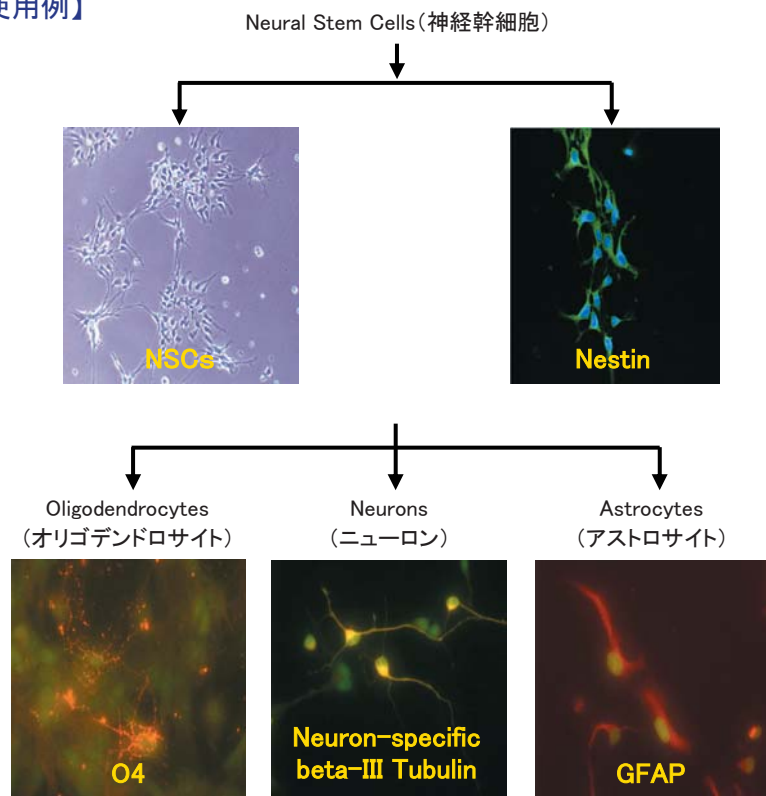 使用例】
Neural Stem Cells（神経幹細胞）
NSCs
Nestin
Oligodendrocytes
（オリゴデンドロサイト）
Neurons
（ニューロン）
Astrocytes
（アストロサイト）
O4
Neuron-specific
beta-III Tubulin
GFAP